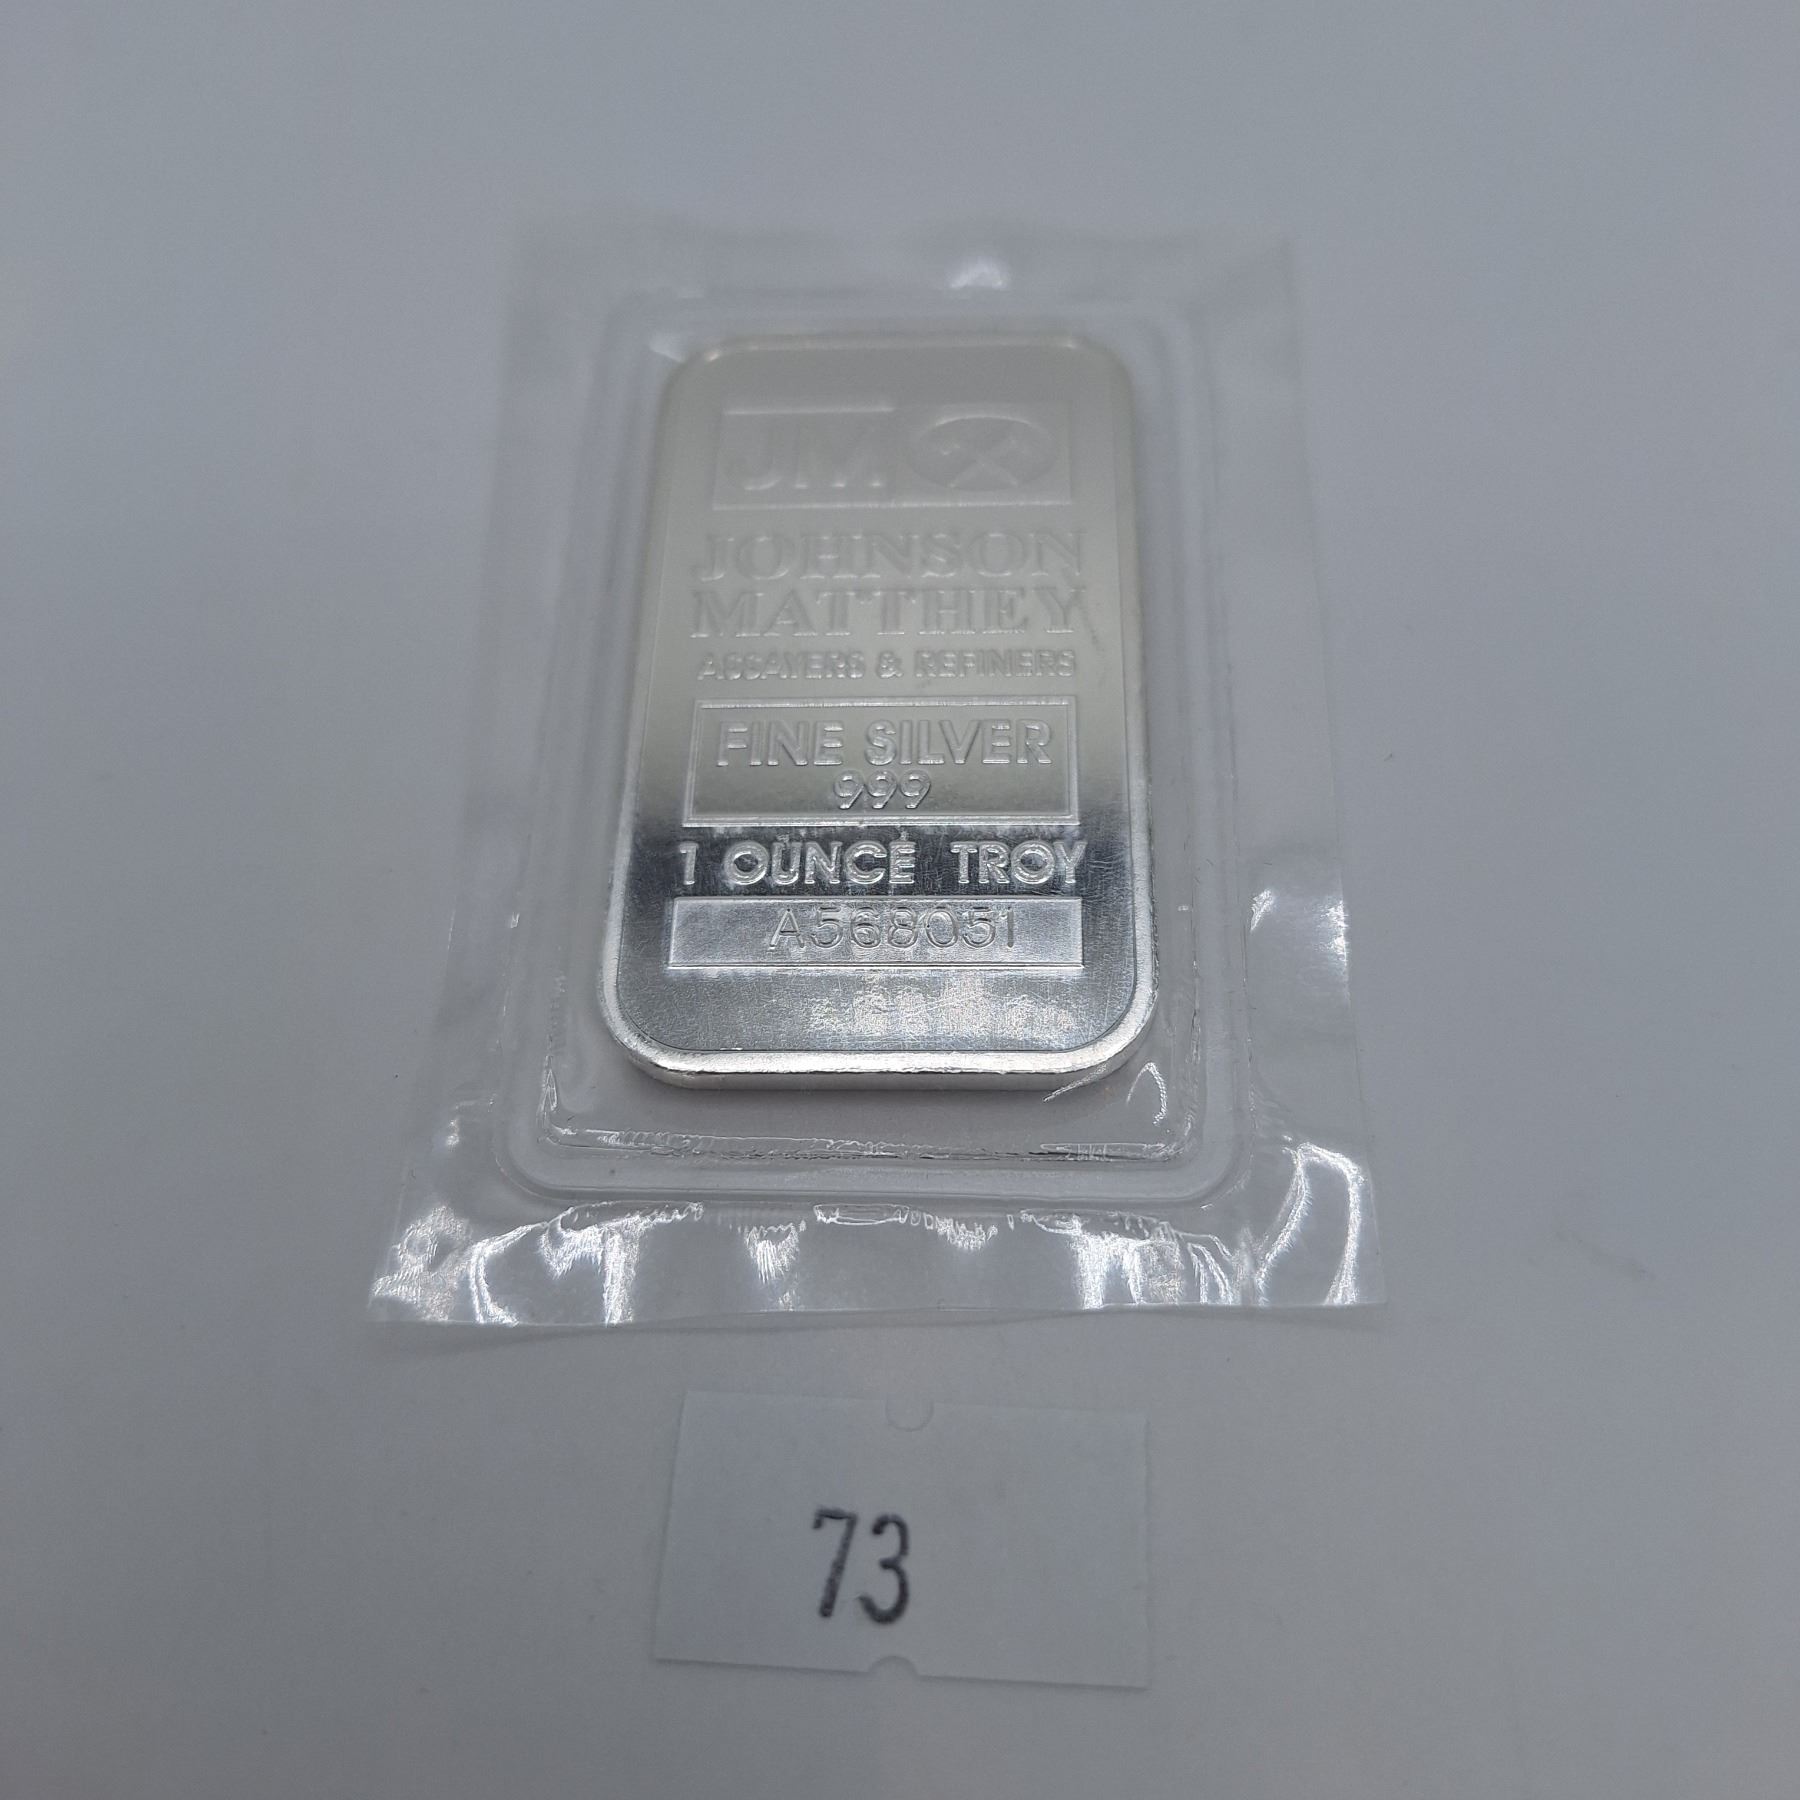 JM
JOHNSON
MATTHEY
ASSAYERS & REFINERS
FINE SILVER
999
1 OUNCE TROY
A568051
73